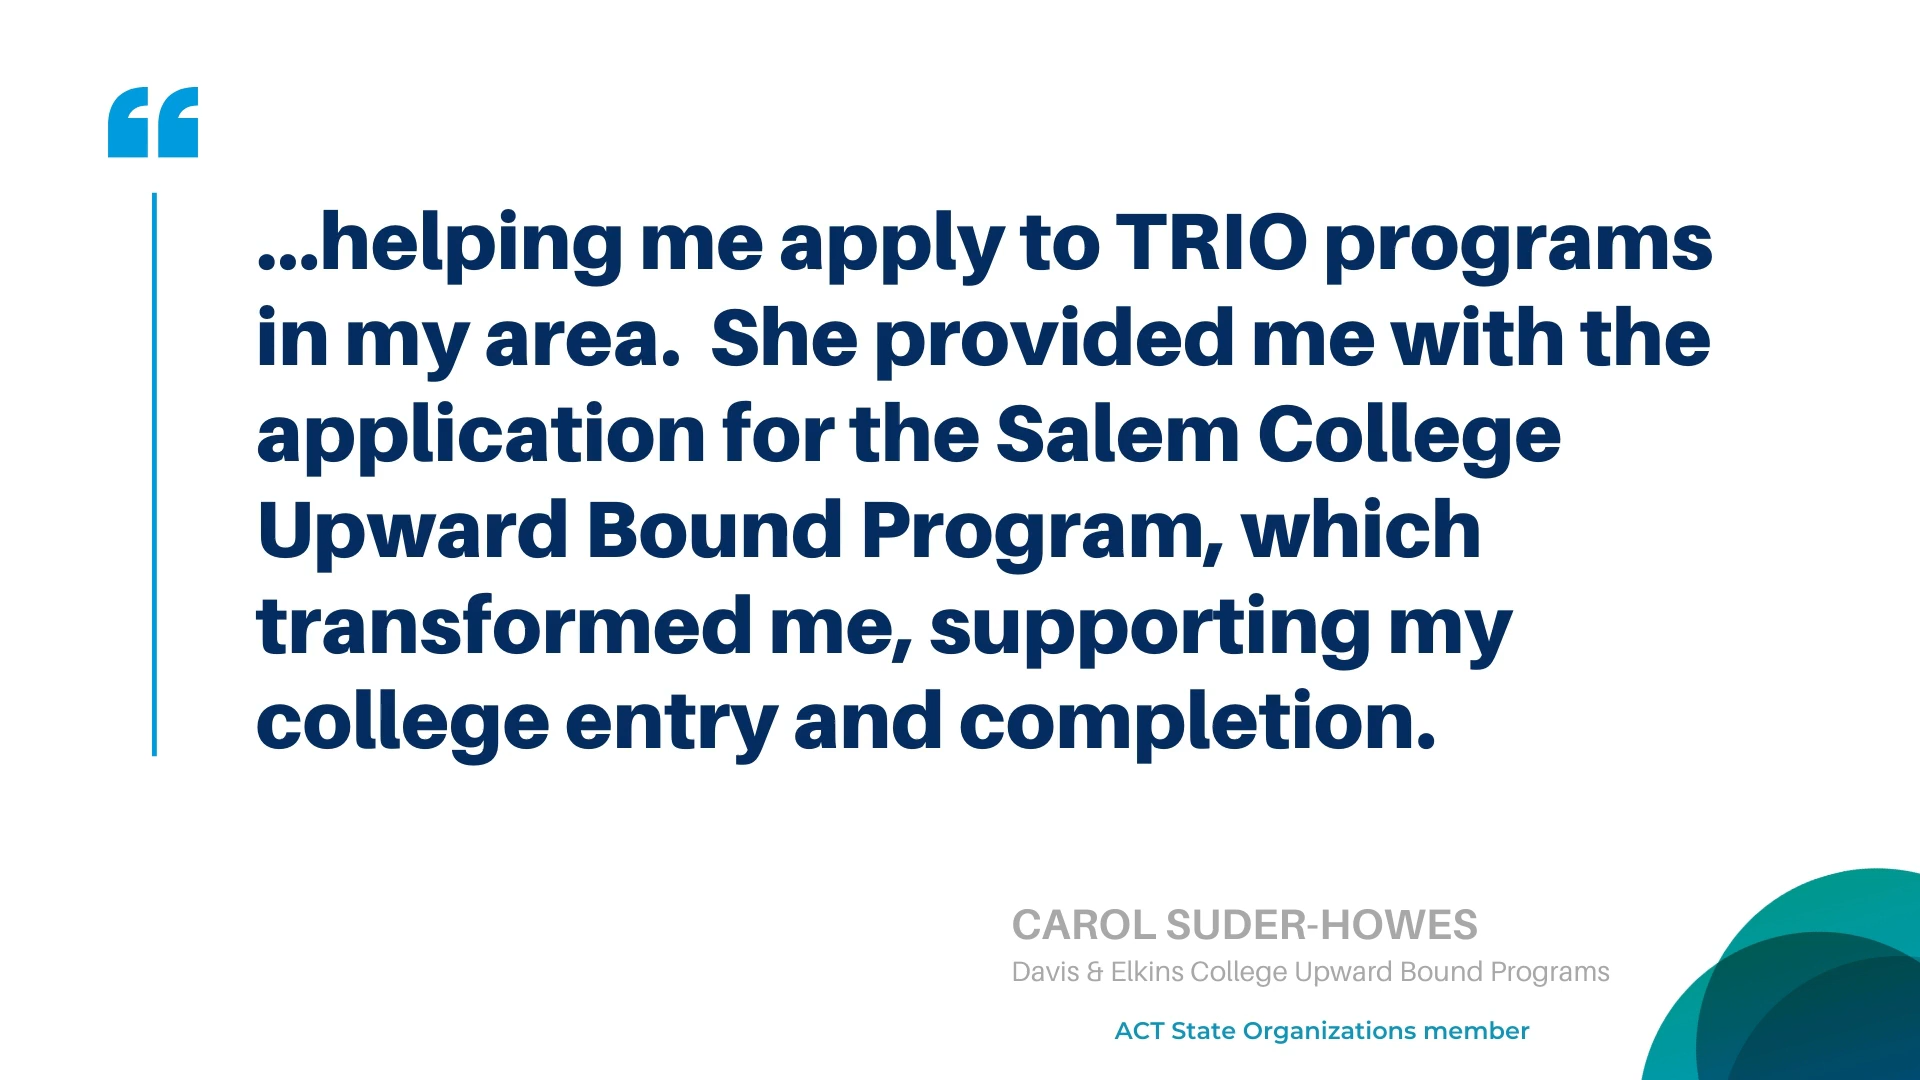 “
...helping me apply to TRIO programs
in my area.  She provided me with the
application for the Salem College
Upward Bound Program, which
transformed me, supporting my
college entry and completion.
CAROL SUDER-HOWES
Davis & Elkins College Upward Bound Programs
ACT State Organizations member